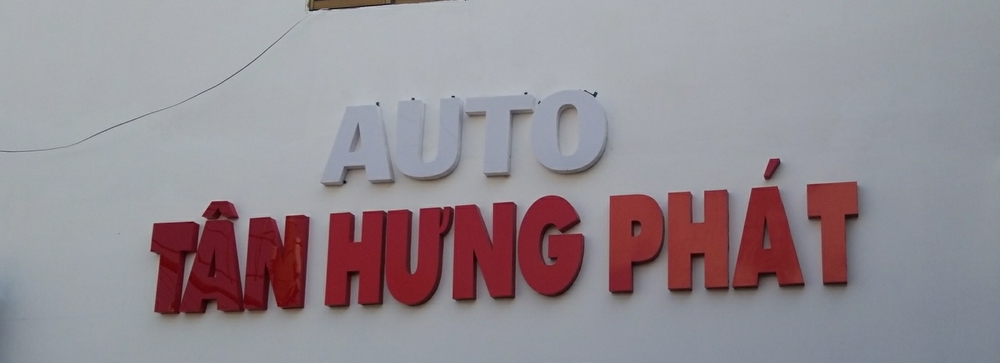 AUTO
TÂN HƯNG PHÁT